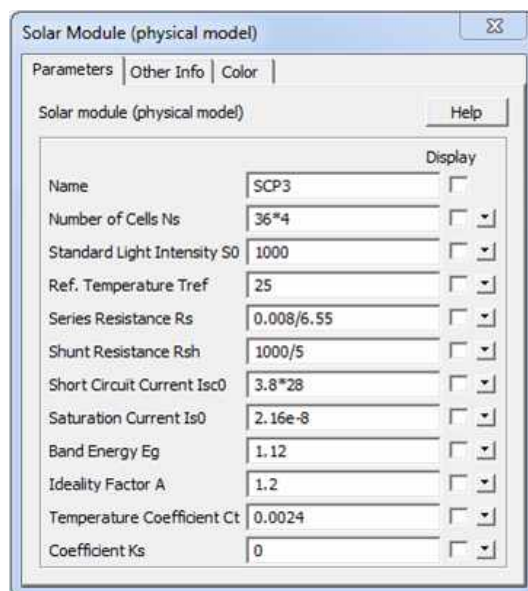 Solar Module (physical model)
Parameters Other Info Color
Solar module (physical model) Help
Display
Name SCP3
Number of Cells Ns 36*4
Standard Light Intensity S0 1000
Ref. Temperature Tref 25
Series Resistance Rs 0.008/6.55
Shunt Resistance Rsh 1000/5
Short Circuit Current Isc0 3.8*28
Saturation Current Is0 2.16e-8
Band Energy Eg 1.12
Ideality Factor A 1.2
Temperature Coefficient Ct 0.0024
Coefficient Ks 0